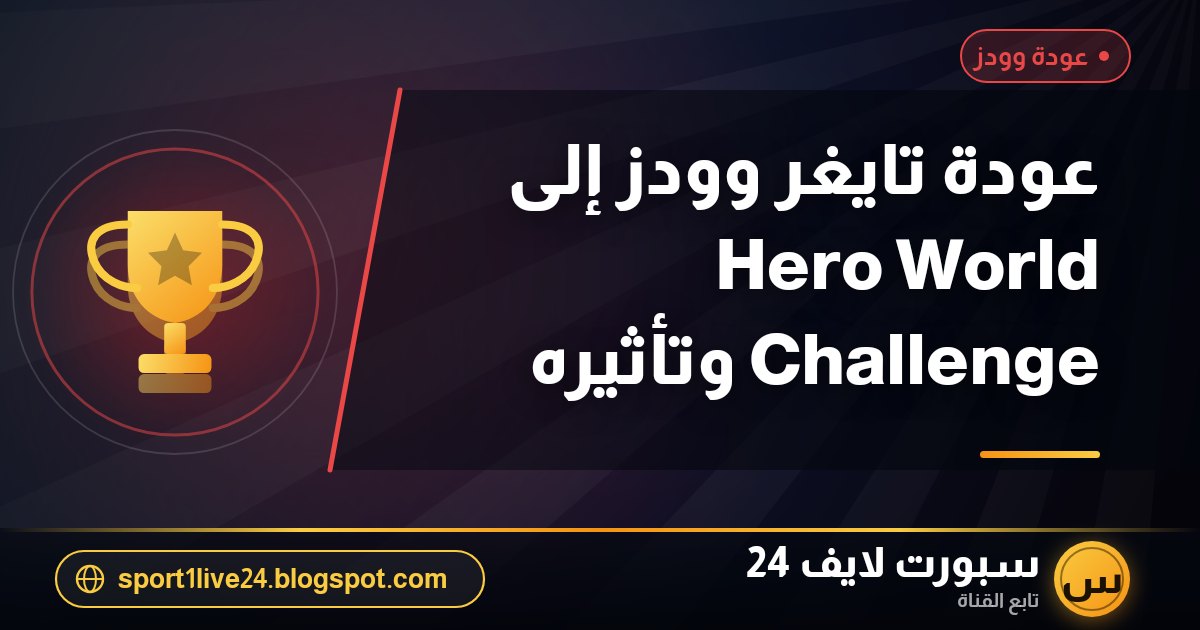 عودة وودز
عودة تايغر وودز إلى
Hero World
Challenge وتأثيره
سبورت لايف 24
تابع القناة
س
sport1live24.blogspot.com